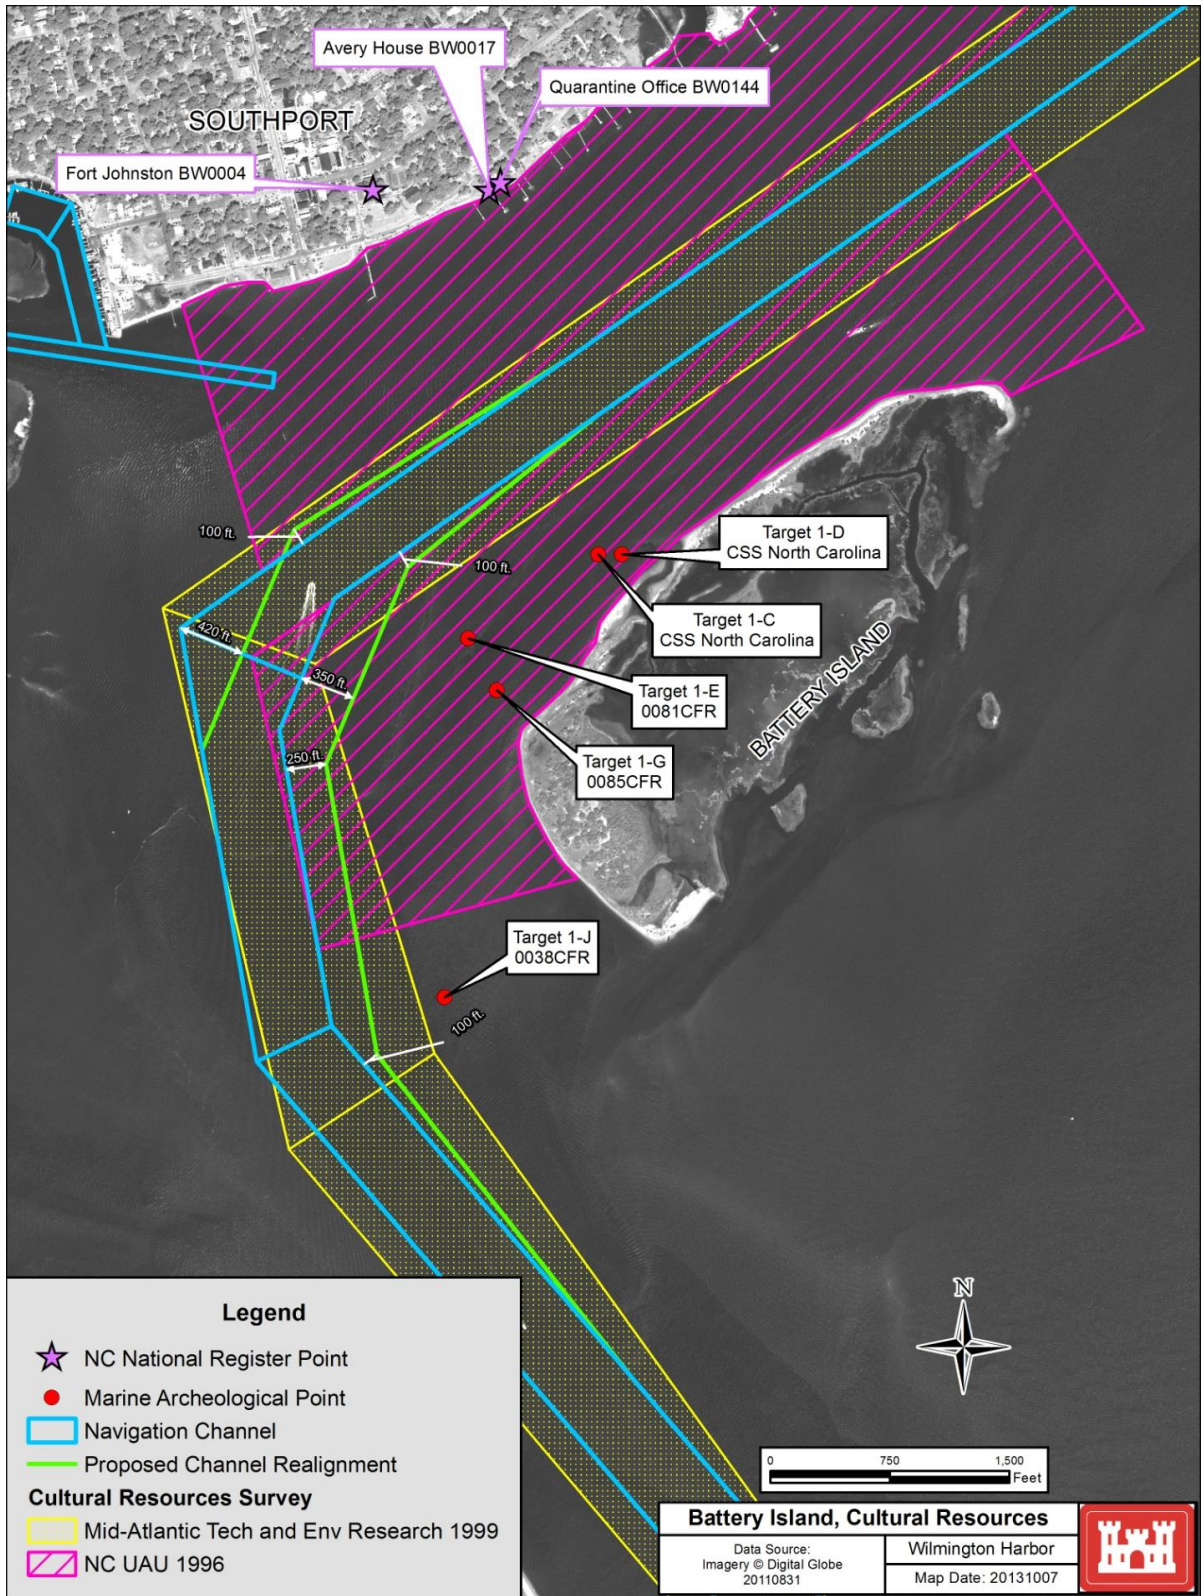 Avery House BW0017
Quarantine Office BW0144
SOUTHPORT
Fort Johnston BW0004
100 ft.
100 ft.
Target 1-D
CSS North Carolina
Target 1-C
CSS North Carolina
420 ft.
350 ft.
Target 1-E
0081CFR
BATTERY ISLAND
250 ft.
Target 1-G
0085CFR
Target 1-J
0038CFR
100 ft.
N
Legend
NC National Register Point
Marine Archeological Point
Navigation Channel
Proposed Channel Realignment
Cultural Resources Survey
Mid-Atlantic Tech and Env Research 1999
NC UAU 1996
0 750 1,500
Feet
Battery Island, Cultural Resources
Data Source:
Imagery © Digital Globe
20110831
Wilmington Harbor
Map Date: 20131007